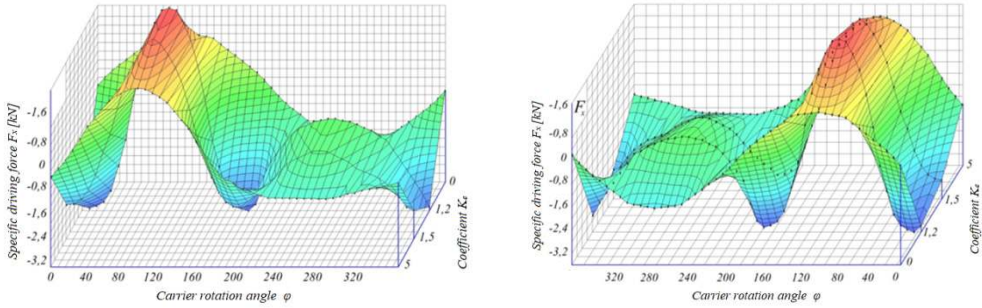 Specific driving force Fx [kN]
-1,6
-0,8
0
-0,8
-1,6
-2,4
-3,2
0 40 80 120 160 200 240 280 320
Carrier rotation angle φ
0
1,2
1,5
5
Coefficient Kz
Specific driving force Fx [kN]
Fx
-1,6
-0,8
0
-0,8
-1,6
-2,4
-3,2
320 280 240 200 160 120 80 40 0
Carrier rotation angle φ
5
1,5
1,2
0
Coefficient Kz